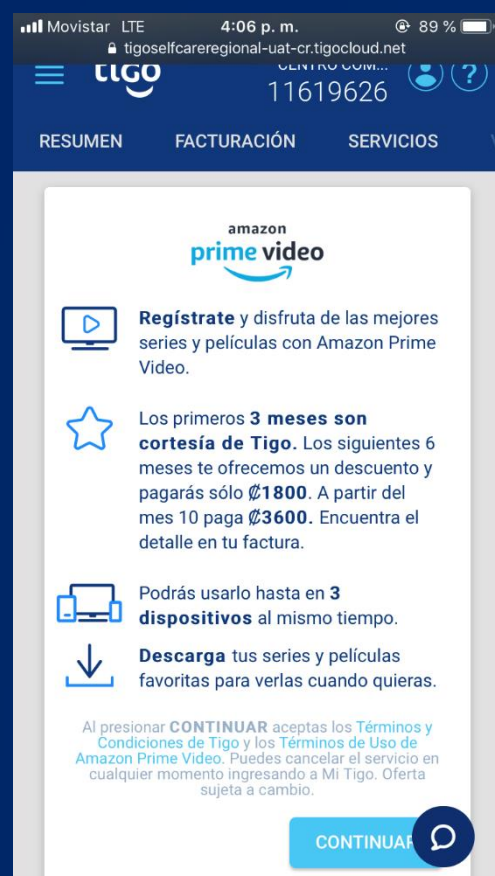 Movistar LTE 4:06 p. m. 89 %
tigoselfcareregional-uat-cr.tigocloud.net
tigo CENTRO COM...
11619626
RESUMEN FACTURACIÓN SERVICIOS
amazon
prime video
Regístrate y disfruta de las mejores
series y películas con Amazon Prime
Video.
Los primeros 3 meses son
cortesía de Tigo. Los siguientes 6
meses te ofrecemos un descuento y
pagarás sólo ₡1800. A partir del
mes 10 paga ₡3600. Encuentra el
detalle en tu factura.
Podrás usarlo hasta en 3
dispositivos al mismo tiempo.
Descarga tus series y películas
favoritas para verlas cuando quieras.
Al presionar CONTINUAR aceptas los Términos y
Condiciones de Tigo y los Términos de Uso de
Amazon Prime Video. Puedes cancelar el servicio en
cualquier momento ingresando a Mi Tigo. Oferta
sujeta a cambio.
CONTINUAR